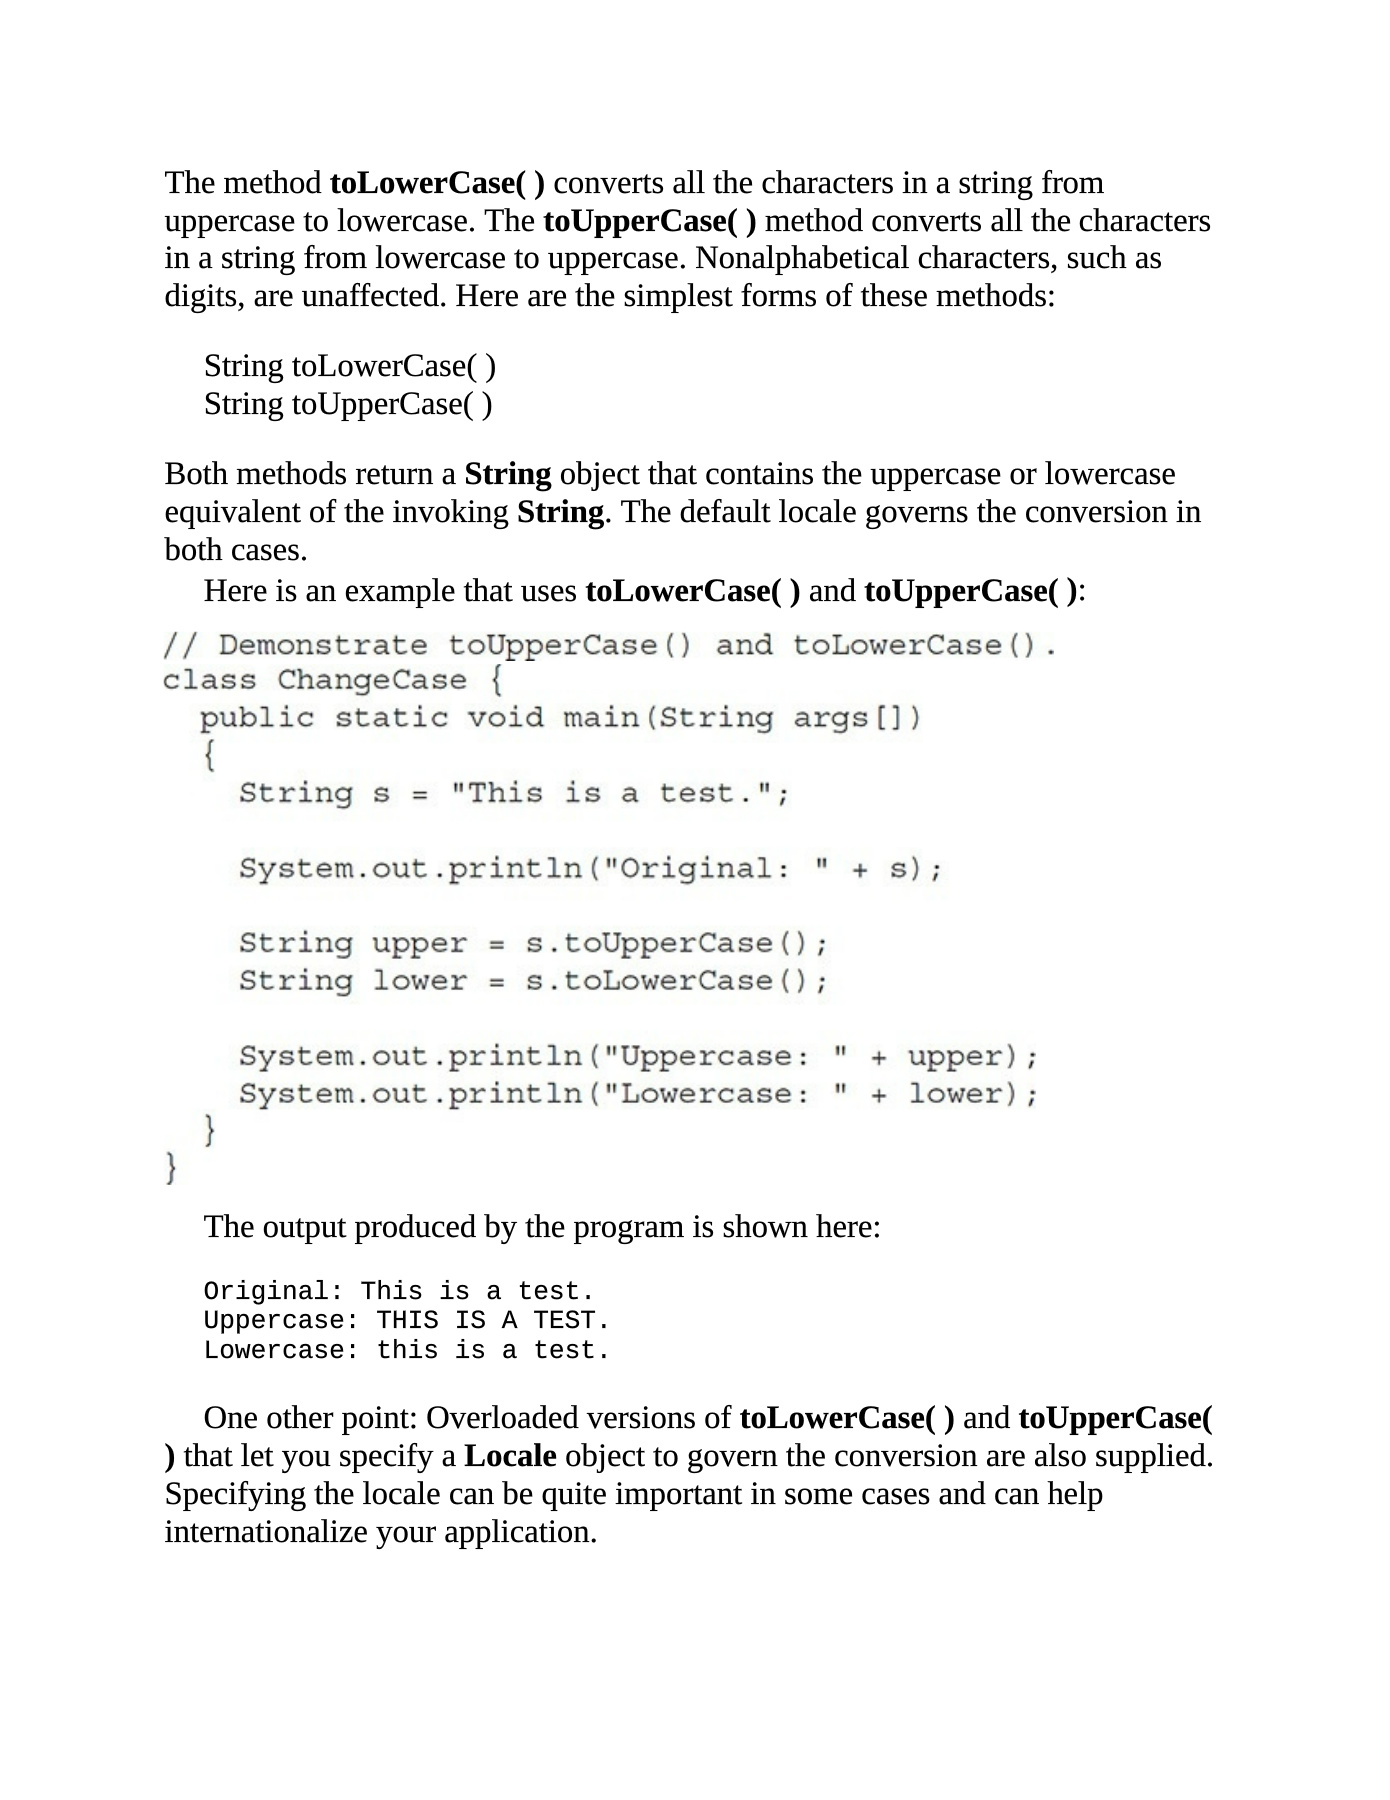 The method toLowerCase( ) converts all the characters in a string from
uppercase to lowercase. The toUpperCase( ) method converts all the characters
in a string from lowercase to uppercase. Nonalphabetical characters, such as
digits, are unaffected. Here are the simplest forms of these methods:
String toLowerCase( )
String toUpperCase( )
Both methods return a String object that contains the uppercase or lowercase
equivalent of the invoking String. The default locale governs the conversion in
both cases.
Here is an example that uses toLowerCase( ) and toUpperCase( ):
// Demonstrate toUpperCase() and toLowerCase().
class ChangeCase {
  public static void main(String args[])
  {
    String s = "This is a test.";
    System.out.println("Original: " + s);
    String upper = s.toUpperCase();
    String lower = s.toLowerCase();
    System.out.println("Uppercase: " + upper);
    System.out.println("Lowercase: " + lower);
  }
}
The output produced by the program is shown here:
Original: This is a test.
Uppercase: THIS IS A TEST.
Lowercase: this is a test.
One other point: Overloaded versions of toLowerCase( ) and toUpperCase(
) that let you specify a Locale object to govern the conversion are also supplied.
Specifying the locale can be quite important in some cases and can help
internationalize your application.